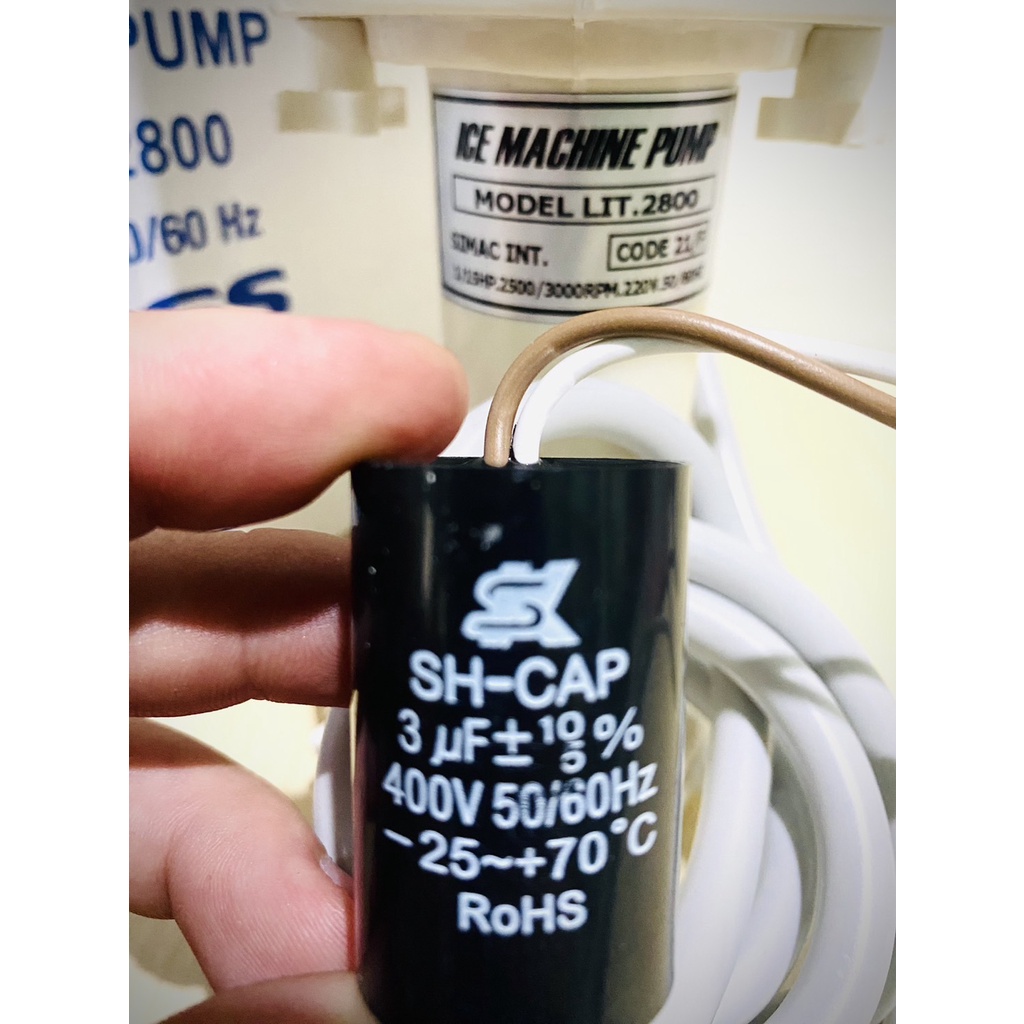 PUMP
2800
0/60 Hz
ICE MACHINE PUMP
MODEL LIT.2800
SIMAC INT.
CODE 21/
SK
SH-CAP
3 µF± 10 %
5
400V 50/60Hz
-25~+70°C
RoHS